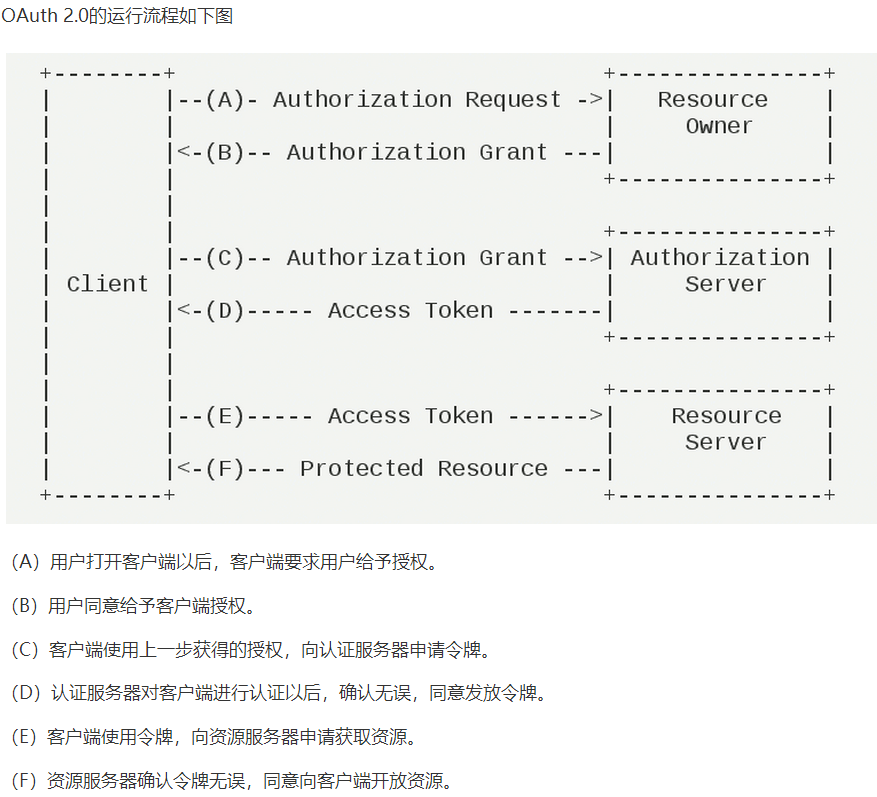 OAuth 2.0的运行流程如下图
+--------+                               +---------------+
|        |--(A)- Authorization Request ->|   Resource    |
|        |                               |     Owner     |
|        |<-(B)-- Authorization Grant ---|               |
|        |                               +---------------+
|        |
|        |                               +---------------+
|        |--(C)-- Authorization Grant -->| Authorization |
| Client |                               |     Server    |
|        |<-(D)----- Access Token -------|               |
|        |                               +---------------+
|        |
|        |                               +---------------+
|        |--(E)----- Access Token ------>|    Resource   |
|        |                               |     Server    |
|        |<-(F)--- Protected Resource ---|               |
+--------+                               +---------------+
（A）用户打开客户端以后，客户端要求用户给予授权。
（B）用户同意给予客户端授权。
（C）客户端使用上一步获得的授权，向认证服务器申请令牌。
（D）认证服务器对客户端进行认证以后，确认无误，同意发放令牌。
（E）客户端使用令牌，向资源服务器申请获取资源。
（F）资源服务器确认令牌无误，同意向客户端开放资源。